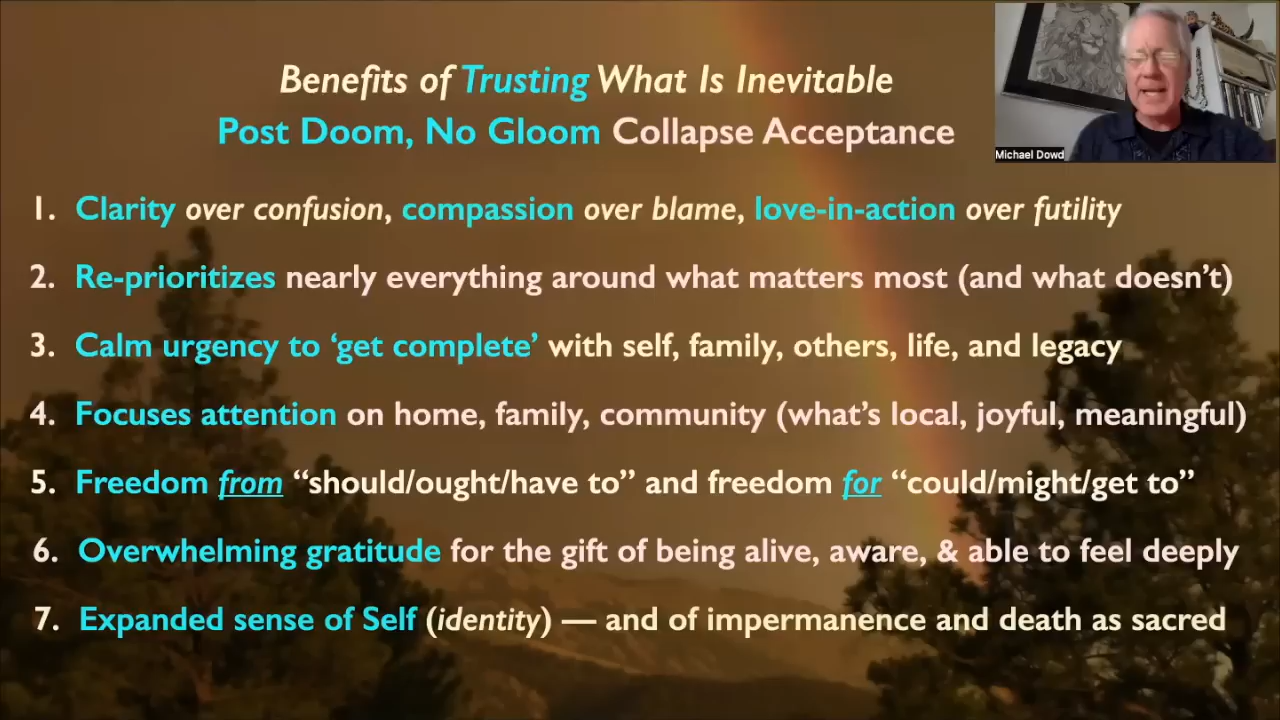 Benefits of Trusting What Is Inevitable
Post Doom, No Gloom Collapse Acceptance
Michael Dowd
1. Clarity over confusion, compassion over blame, love-in-action over futility
2. Re-prioritizes nearly everything around what matters most (and what doesn’t)
3. Calm urgency to ‘get complete’ with self, family, others, life, and legacy
4. Focuses attention on home, family, community (what’s local, joyful, meaningful)
5. Freedom from “should/ought/have to” and freedom for “could/might/get to”
6. Overwhelming gratitude for the gift of being alive, aware, & able to feel deeply
7. Expanded sense of Self (identity) — and of impermanence and death as sacred